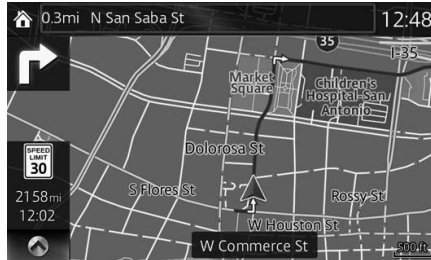 0.3mi N San Saba St
12:48
35
I-35
Market
Square
Children's
Hospital San
Antonio
Dolorosa St
SPEED
LIMIT
30
S Flores St
Rossy St
2158mi
12:02
W Houston St
W Commerce St
500 ft